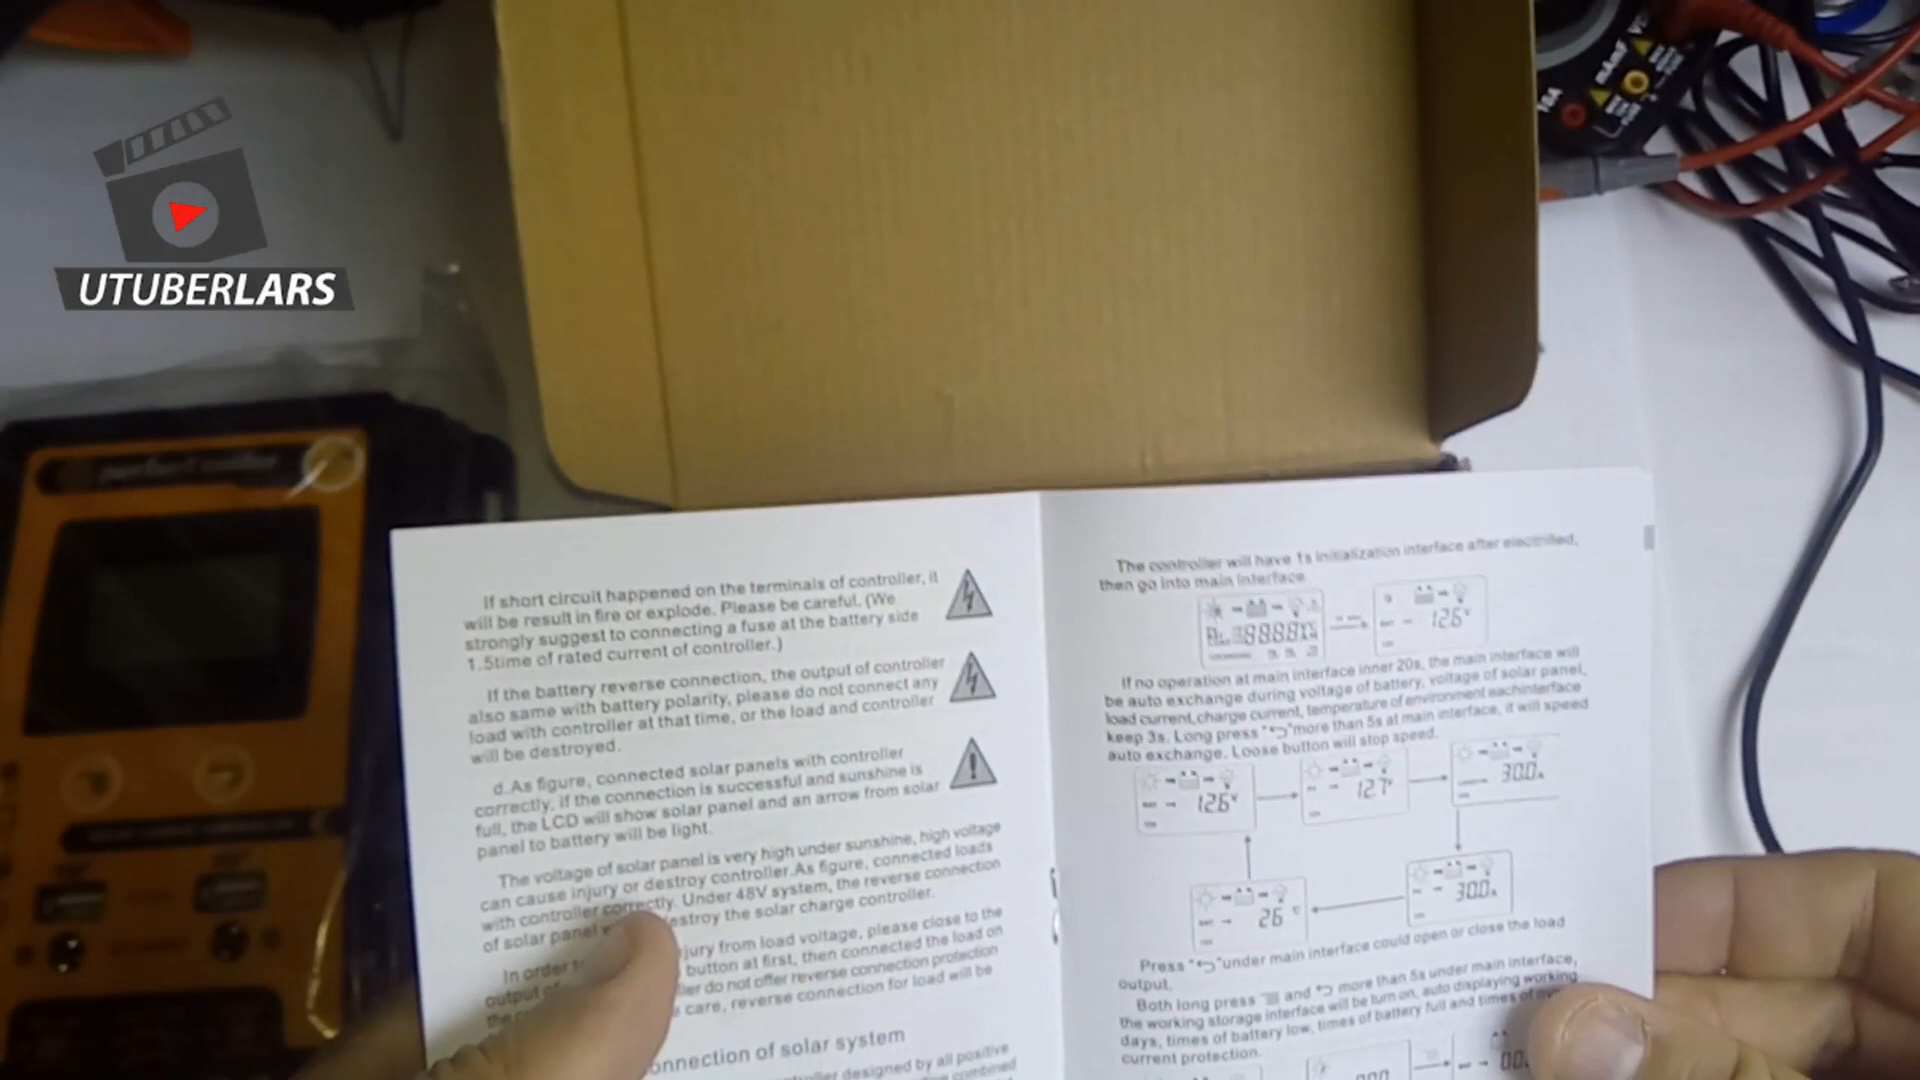 UTUBERLARS
10A
If short circuit happened on the terminals of controller, it
will be result in fire or explode. Please be careful. (We
strongly suggest to connecting a fuse at the battery side
1.5time of rated current of controller.)
If the battery reverse connection, the output of controller
also same with battery polarity, please do not connect any
load with controller at that time, or the load and controller
will be destroyed.
d.As figure, connected solar panels with controller
correctly, if the connection is successful and sunshine is
full, the LCD will show solar panel and an arrow from solar
panel to battery will be light.
The voltage of solar panel is very high under sunshine, high voltage
can cause injury or destroy controller.As figure, connected loads
with controller correctly. Under 48V system, the reverse connection
of solar panel destroy the solar charge controller.
In order jury from load voltage, please close to the
output button at first, then connected the load on
ller do not offer reverse connection protection
care, reverse connection for load will be
onnection of solar system
designed by all positive
combined
The controller will have 1s initialization interface after electrified,
then go into main interface
12.6V
If no operation at main interface inner 20s, the main interface will
be auto exchange during voltage of battery, voltage of solar panel,
load current,charge current, temperature of environment eachinterface
keep 3s. Long press "" more than 5s at main interface, it will speed
auto exchange. Loose button will stop speed.
12.6V
12.7V
30.0A
26℃
30.0A
Press "" under main interface could open or close the load
output.
Both long press and more than 5s under main interface,
the working storage interface will be turn on, auto displaying working
days, times of battery low, times of battery full and times of
current protection.